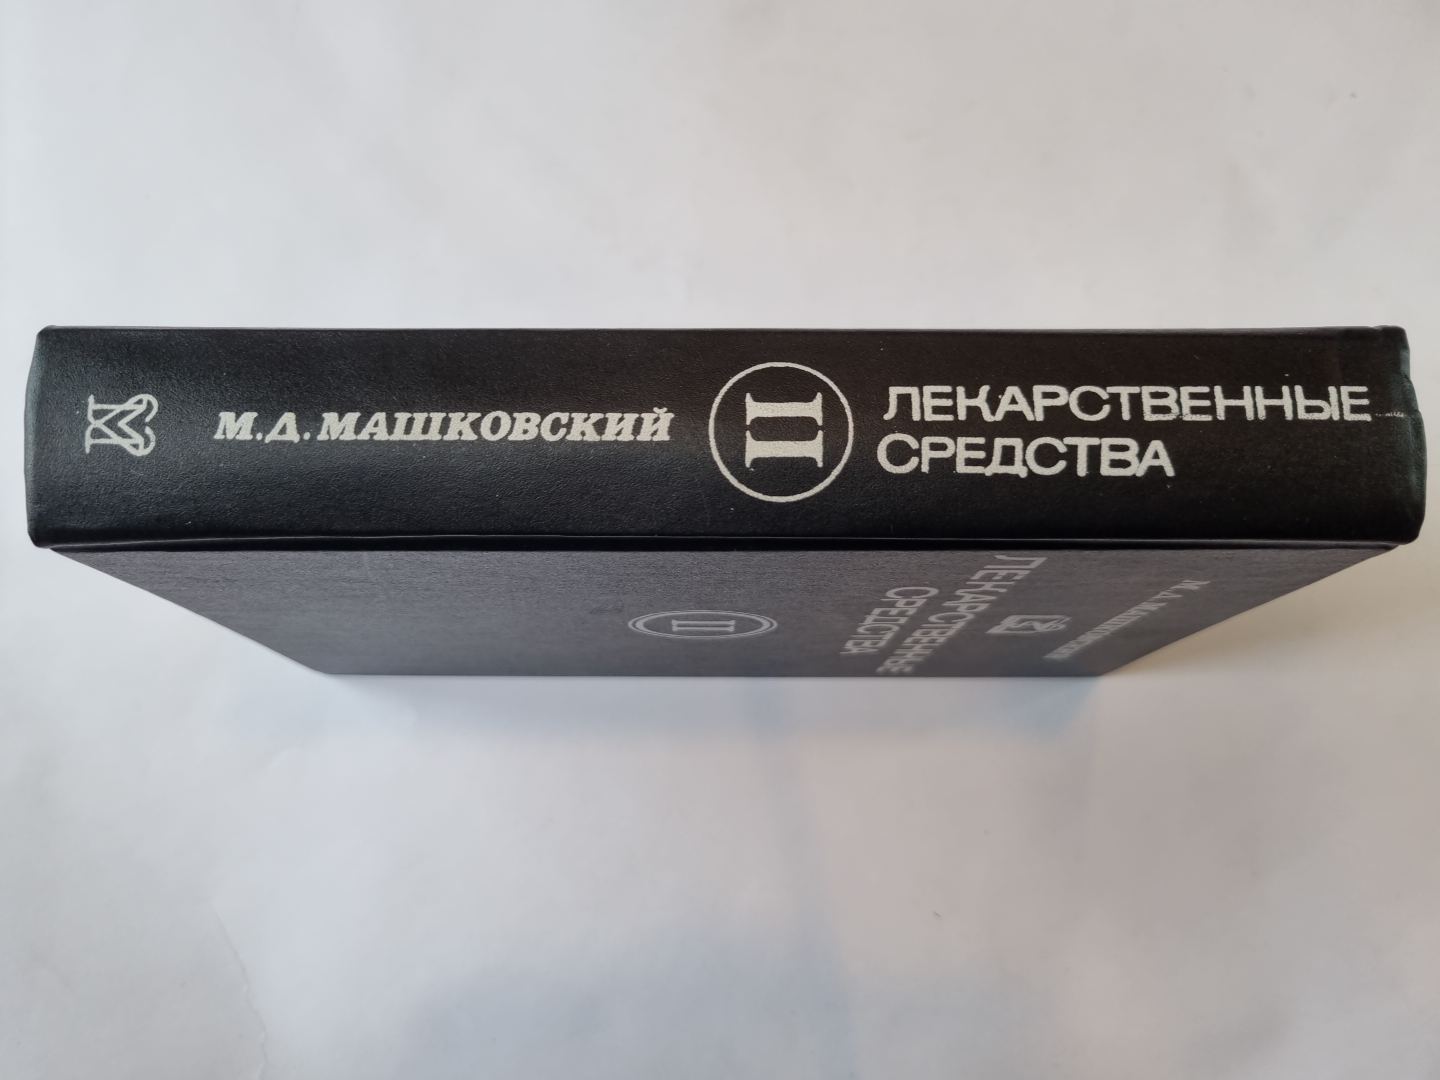 М.Д. МАШКОВСКИЙ
II
ЛЕКАРСТВЕННЫЕ
СРЕДСТВА
М.Д. МАШКОВСКИЙ
ЛЕКАРСТВЕННЫЕ
СРЕДСТВА
II